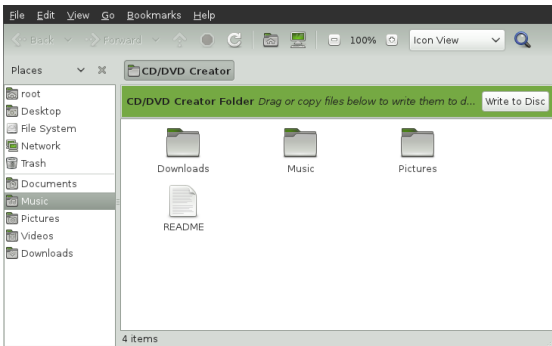 File Edit View Go Bookmarks Help
Back Forward 100% Icon View
Places CD/DVD Creator
CD/DVD Creator Folder Drag or copy files below to write them to d... Write to Disc
root
Desktop
File System
Network
Trash
Documents
Music
Pictures
Videos
Downloads
Downloads Music Pictures
README
4 items